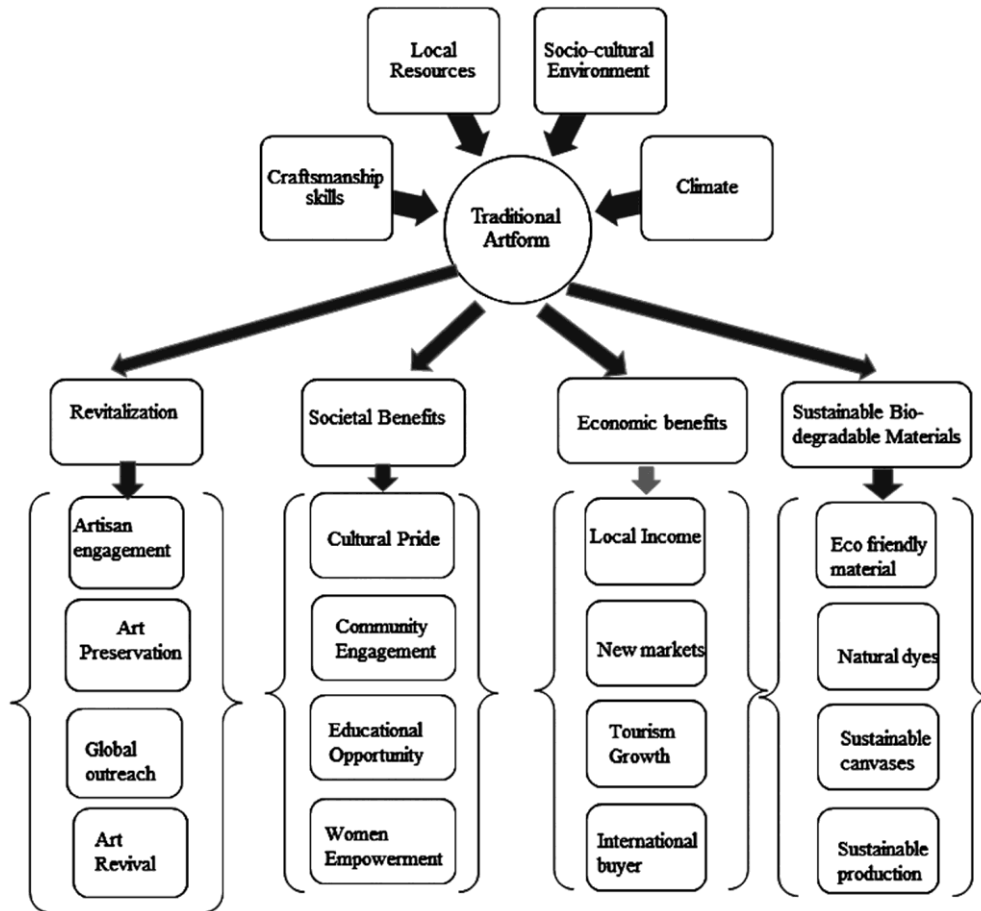 Local
Resources
Socio-cultural
Environment
Craftsmanship
skills
Climate
Traditional
Artform
Revitalization
Societal Benefits
Economic benefits
Sustainable Bio-
degradable Materials
Artisan
engagement
Art
Preservation
Global
outreach
Art
Revival
Cultural Pride
Community
Engagement
Educational
Opportunity
Women
Empowerment
Local Income
New markets
Tourism
Growth
International
buyer
Eco friendly
material
Natural dyes
Sustainable
canvases
Sustainable
production